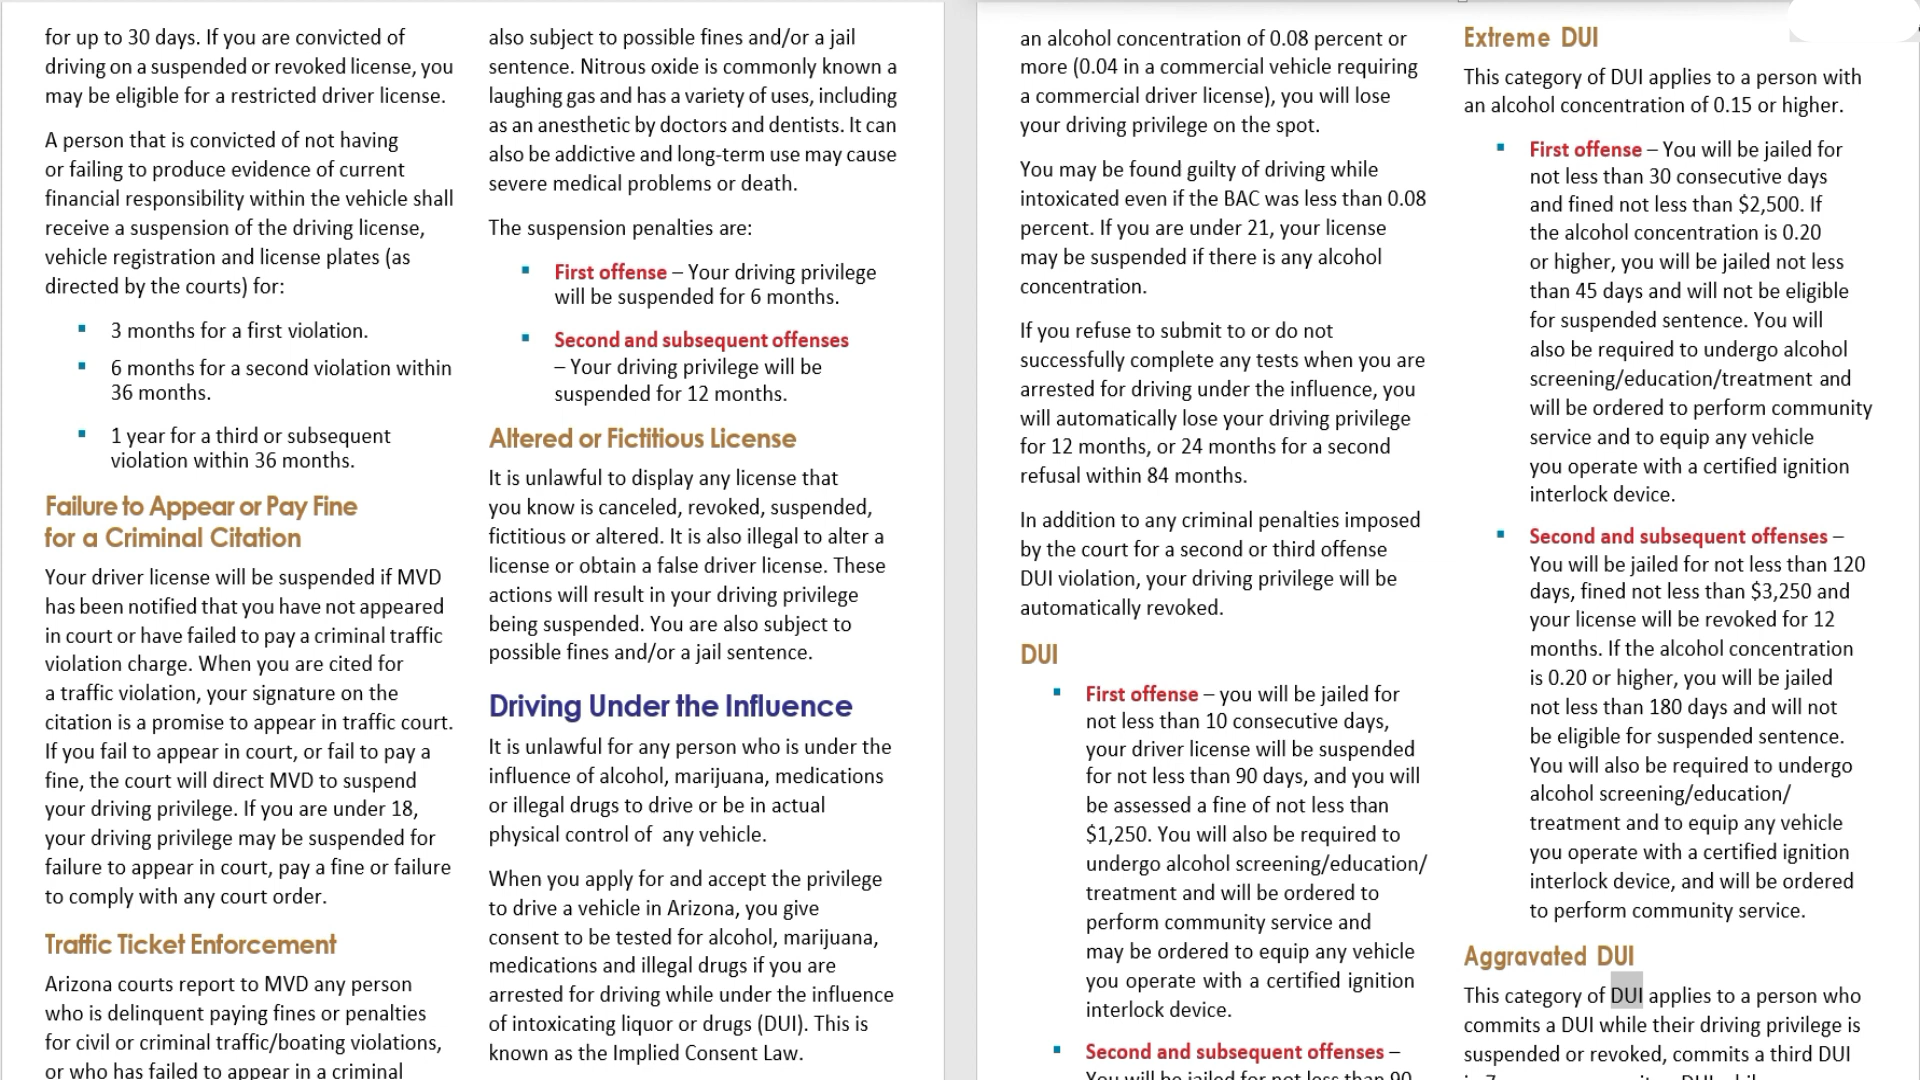 for up to 30 days. If you are convicted of
driving on a suspended or revoked license, you
may be eligible for a restricted driver license.
A person that is convicted of not having
or failing to produce evidence of current
financial responsibility within the vehicle shall
receive a suspension of the driving license,
vehicle registration and license plates (as
directed by the courts) for:
▪ 3 months for a first violation.
▪ 6 months for a second violation within
36 months.
▪ 1 year for a third or subsequent
violation within 36 months.
Failure to Appear or Pay Fine
for a Criminal Citation
Your driver license will be suspended if MVD
has been notified that you have not appeared
in court or have failed to pay a criminal traffic
violation charge. When you are cited for
a traffic violation, your signature on the
citation is a promise to appear in traffic court.
If you fail to appear in court, or fail to pay a
fine, the court will direct MVD to suspend
your driving privilege. If you are under 18,
your driving privilege may be suspended for
failure to appear in court, pay a fine or failure
to comply with any court order.
Traffic Ticket Enforcement
Arizona courts report to MVD any person
who is delinquent paying fines or penalties
for civil or criminal traffic/boating violations,
or who has failed to appear in a criminal
also subject to possible fines and/or a jail
sentence. Nitrous oxide is commonly known a
laughing gas and has a variety of uses, including
as an anesthetic by doctors and dentists. It can
also be addictive and long-term use may cause
severe medical problems or death.
The suspension penalties are:
▪ First offense – Your driving privilege
will be suspended for 6 months.
▪ Second and subsequent offenses
– Your driving privilege will be
suspended for 12 months.
Altered or Fictitious License
It is unlawful to display any license that
you know is canceled, revoked, suspended,
fictitious or altered. It is also illegal to alter a
license or obtain a false driver license. These
actions will result in your driving privilege
being suspended. You are also subject to
possible fines and/or a jail sentence.
Driving Under the Influence
It is unlawful for any person who is under the
influence of alcohol, marijuana, medications
or illegal drugs to drive or be in actual
physical control of any vehicle.
When you apply for and accept the privilege
to drive a vehicle in Arizona, you give
consent to be tested for alcohol, marijuana,
medications and illegal drugs if you are
arrested for driving while under the influence
of intoxicating liquor or drugs (DUI). This is
known as the Implied Consent Law.
an alcohol concentration of 0.08 percent or
more (0.04 in a commercial vehicle requiring
a commercial driver license), you will lose
your driving privilege on the spot.
You may be found guilty of driving while
intoxicated even if the BAC was less than 0.08
percent. If you are under 21, your license
may be suspended if there is any alcohol
concentration.
If you refuse to submit to or do not
successfully complete any tests when you are
arrested for driving under the influence, you
will automatically lose your driving privilege
for 12 months, or 24 months for a second
refusal within 84 months.
In addition to any criminal penalties imposed
by the court for a second or third offense
DUI violation, your driving privilege will be
automatically revoked.
DUI
▪ First offense – you will be jailed for
not less than 10 consecutive days,
your driver license will be suspended
for not less than 90 days, and you will
be assessed a fine of not less than
$1,250. You will also be required to
undergo alcohol screening/education/
treatment and will be ordered to
perform community service and
may be ordered to equip any vehicle
you operate with a certified ignition
interlock device.
▪ Second and subsequent offenses –
You will be jailed for not less than 90
Extreme DUI
This category of DUI applies to a person with
an alcohol concentration of 0.15 or higher.
▪ First offense – You will be jailed for
not less than 30 consecutive days
and fined not less than $2,500. If
the alcohol concentration is 0.20
or higher, you will be jailed not less
than 45 days and will not be eligible
for suspended sentence. You will
also be required to undergo alcohol
screening/education/treatment and
will be ordered to perform community
service and to equip any vehicle
you operate with a certified ignition
interlock device.
▪ Second and subsequent offenses –
You will be jailed for not less than 120
days, fined not less than $3,250 and
your license will be revoked for 12
months. If the alcohol concentration
is 0.20 or higher, you will be jailed
not less than 180 days and will not
be eligible for suspended sentence.
You will also be required to undergo
alcohol screening/education/
treatment and to equip any vehicle
you operate with a certified ignition
interlock device, and will be ordered
to perform community service.
Aggravated DUI
This category of DUI applies to a person who
commits a DUI while their driving privilege is
suspended or revoked, commits a third DUI